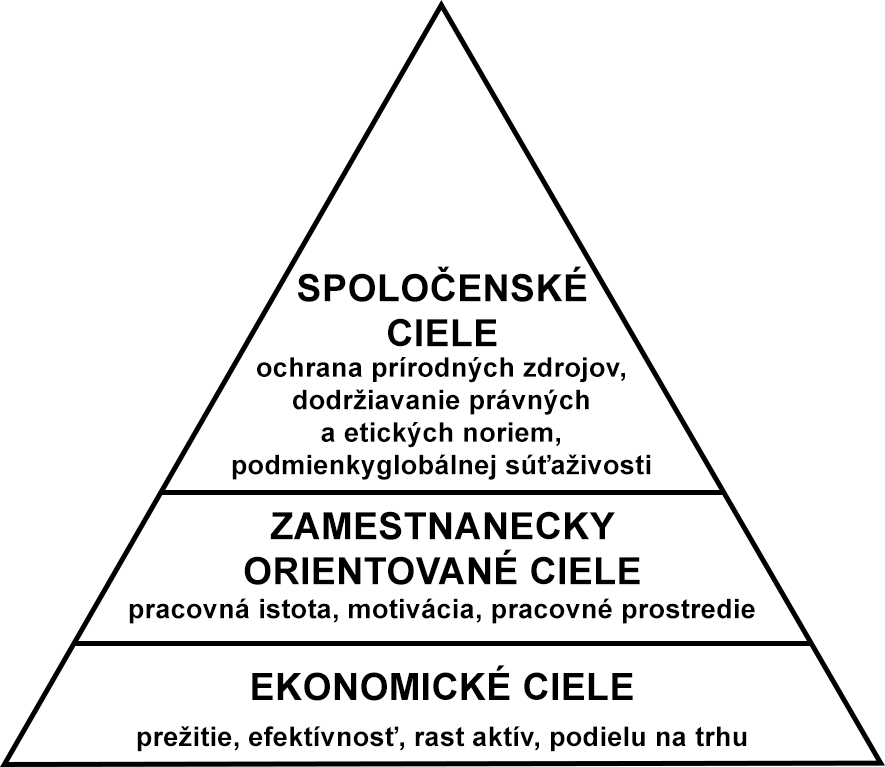 SPOLOČENSKÉ
CIELE
ochrana prírodných zdrojov,
dodržiavanie právných
a etických noriem,
podmienkyglobálnej súťaživosti
ZAMESTNANECKY
ORIENTOVANÉ CIELE
pracovná istota, motivácia, pracovné prostredie
EKONOMICKÉ CIELE
prežitie, efektívnosť, rast aktív, podielu na trhu